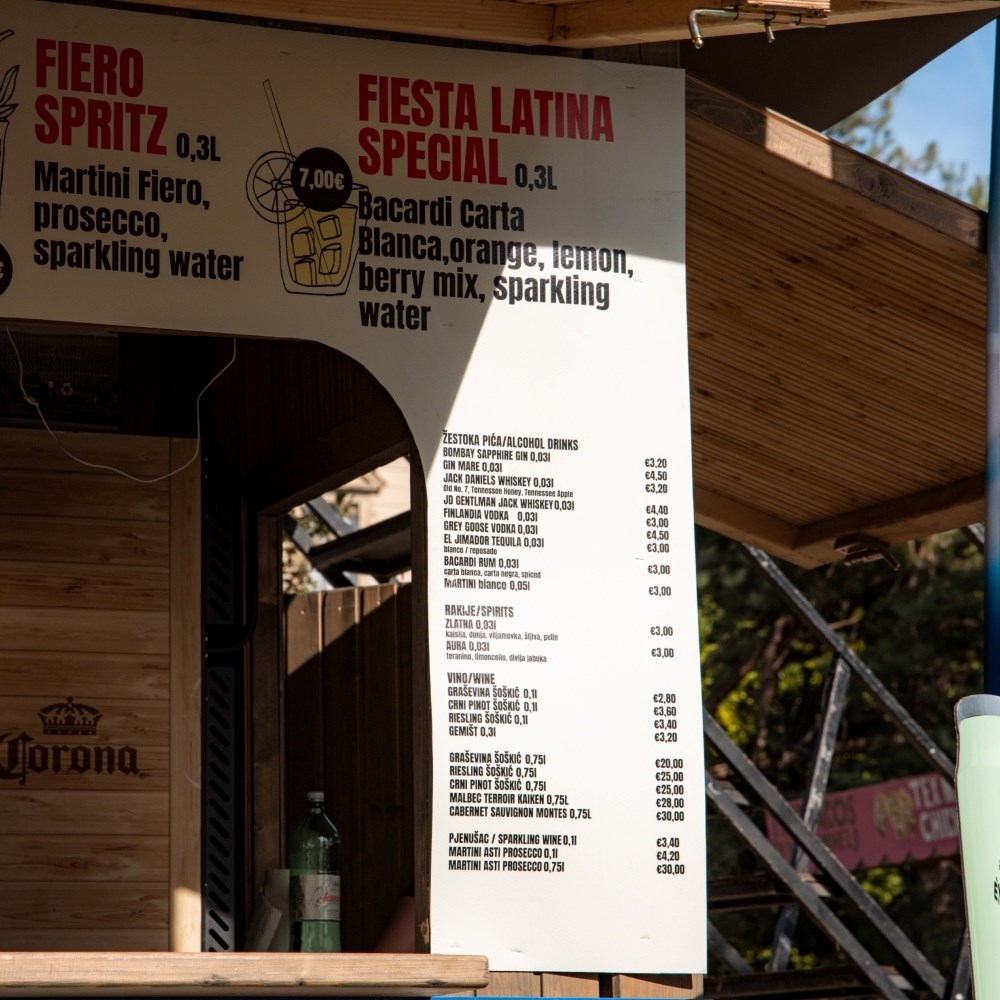 FIERO
SPRITZ 0,3L
Martini Fiero,
prosecco,
sparkling water
€
FIESTA LATINA
SPECIAL 0,3L
7,00€
Bacardi Carta
Blanca,orange, lemon,
berry mix, sparkling
water
ŽESTOKA PIĆA/ALCOHOL DRINKS
BOMBAY SAPPHIRE GIN 0,03l €3,20
GIN MARE 0,03l €4,50
JACK DANIELS WHISKEY 0,03l €3,20
Old No. 7, Tennessee Honey, Tennessee Apple
JD GENTLMAN JACK WHISKEY 0,03l €4,40
FINLANDIA VODKA 0,03l €3,00
GREY GOOSE VODKA 0,03l €4,50
EL JIMADOR TEQUILA 0,03l €3,00
blanco / reposado
BACARDI RUM 0,03l €3,00
carta blanca, carta negra, spiced
MARTINI bianco 0,05l €3,00
RAKIJE/SPIRITS
ZLATNA 0,03l €3,00
kajsija, dunja, viljamovka, šljiva, pelin
AURA 0,03l €3,00
teranino, limoncello, divlja jabuka
VINO/WINE
GRAŠEVINA ŠOŠKIĆ 0,1l €2,80
CRNI PINOT ŠOŠKIĆ 0,1l €3,60
RIESLING ŠOŠKIĆ 0,1l €3,40
GEMIŠT 0,3l €3,20
GRAŠEVINA ŠOŠKIĆ 0,75l €20,00
RIESLING ŠOŠKIĆ 0,75l €25,00
CRNI PINOT ŠOŠKIĆ 0,75l €25,00
MALBEC TERROIR KAIKEN 0,75L €28,00
CABERNET SAUVIGNON MONTES 0,75L €30,00
PJENUŠAC / SPARKLING WINE 0,1l €3,40
MARTINI ASTI PROSECCO 0,1l €4,20
MARTINI ASTI PROSECCO 0,75l €30,00
Corona